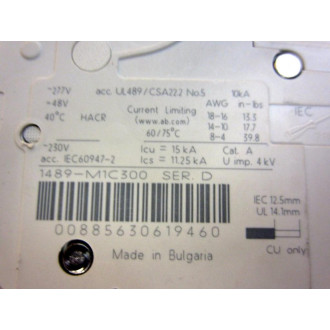 ~277V acc. UL489/CSA22.2 No.5 10kA
⎓48V Current Limiting AWG in-lbs
40°C HACR (www.ab.com) 18-16 13.3
60/75°C 14-10 17.7
8-4 39.8
IEC
~230V Icu = 15 kA Cat. A
acc. IEC60947-2 Ics = 11.25 kA U imp. 4 kV
1489-M1C300 SER. D
IEC 12.5mm
UL 14.1mm
CU only
00885630619460
Made in Bulgaria